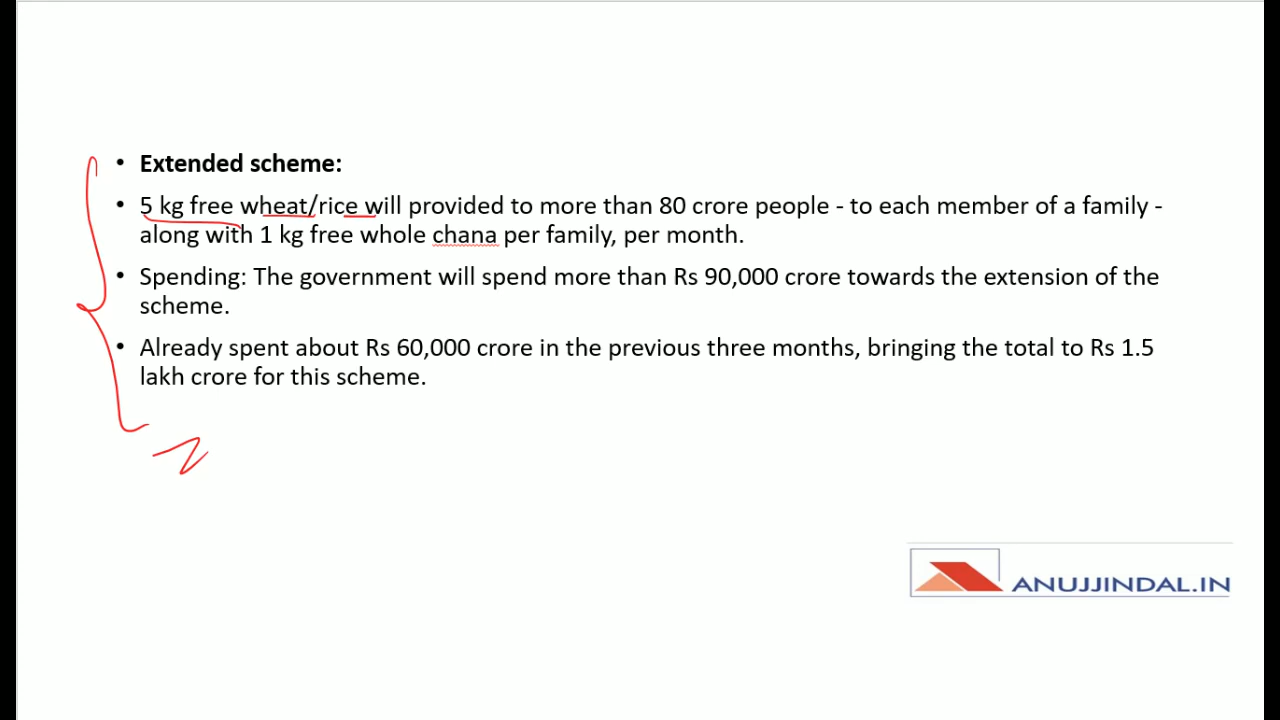 • Extended scheme:
• 5 kg free wheat/rice will provided to more than 80 crore people - to each member of a family -
along with 1 kg free whole chana per family, per month.
• Spending: The government will spend more than Rs 90,000 crore towards the extension of the
scheme.
• Already spent about Rs 60,000 crore in the previous three months, bringing the total to Rs 1.5
lakh crore for this scheme.
ANUJJINDAL.IN